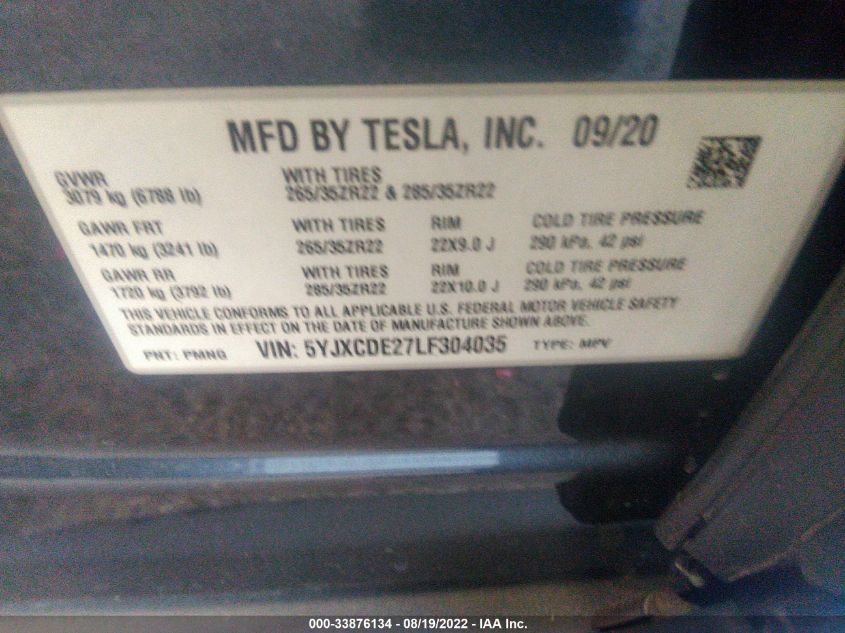 MFD BY TESLA, INC. 09/20
GVWR WITH TIRES
3079 kg (6788 lb) 265/35ZR22 & 285/35ZR22
GAWR FRT WITH TIRES RIM COLD TIRE PRESSURE
1470 kg (3241 lb) 265/35ZR22 22X9.0 J 290 kPa, 42 psi
GAWR RR WITH TIRES RIM COLD TIRE PRESSURE
1720 kg (3792 lb) 285/35ZR22 22X10.0 J 290 kPa, 42 psi
THIS VEHICLE CONFORMS TO ALL APPLICABLE U.S. FEDERAL MOTOR VEHICLE SAFETY
STANDARDS IN EFFECT ON THE DATE OF MANUFACTURE SHOWN ABOVE.
PNT: PMNG VIN: 5YJXCDE27LF304035 TYPE: MPV
000-33876134 - 08/19/2022 - IAA Inc.